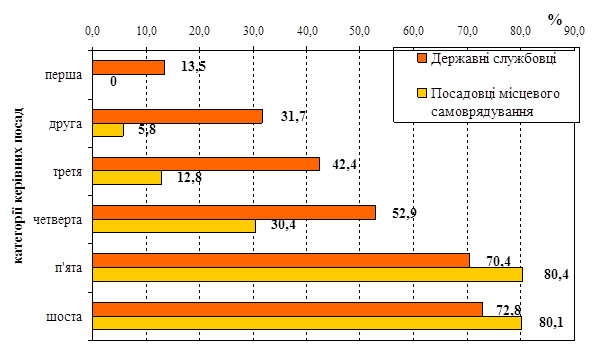 %
0,0 10,0 20,0 30,0 40,0 50,0 60,0 70,0 80,0 90,0
Державні службовці
Посадовці місцевого
самоврядування
категорії керівних посад
перша
13,5
0
друга
31,7
5,8
третя
42,4
12,8
четверта
52,9
30,4
п'ята
70,4
80,4
шоста
72,8
80,1